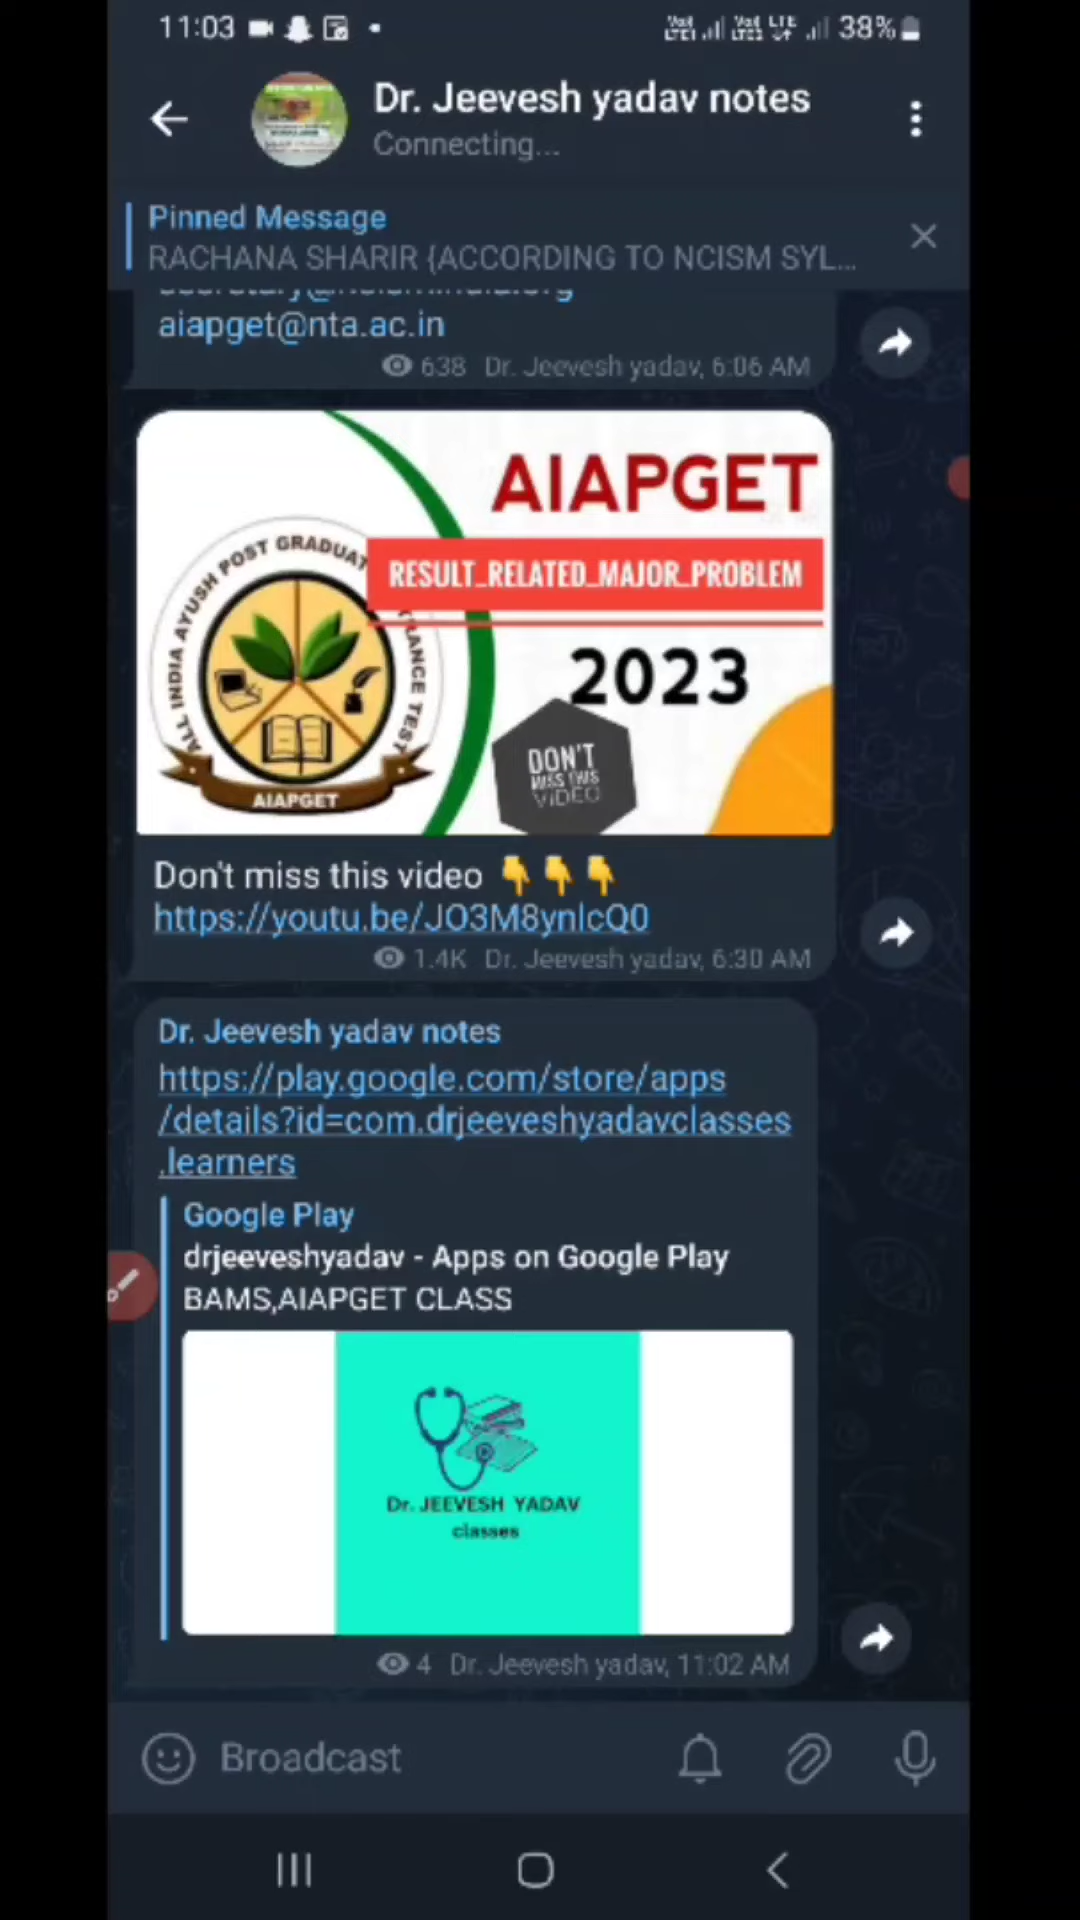 11:03
38%
Dr. Jeevesh yadav notes
Connecting...
Pinned Message
RACHANA SHARIR {ACCORDING TO NCISM SYL...
aiapget@nta.ac.in
638 Dr. Jeevesh yadav, 6:06 AM
AIAPGET
RESULT_RELATED_MAJOR_PROBLEM
2023
ALL INDIA AYUSH POST GRADUAT
RANCE TEST
AIAPGET
DON'T
MISS THIS
VIDEO
Don't miss this video 👇👇👇
https://youtu.be/JO3M8ynlcQ0
1.4K Dr. Jeevesh yadav, 6:30 AM
Dr. Jeevesh yadav notes
https://play.google.com/store/apps
/details?id=com.drjeeveshyadavclasses
.learners
Google Play
drjeeveshyadav - Apps on Google Play
BAMS,AIAPGET CLASS
Dr. JEEVESH YADAV
classes
4 Dr. Jeevesh yadav, 11:02 AM
Broadcast